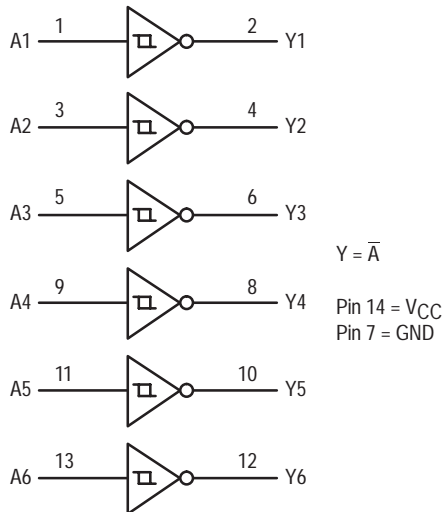 A1 1 2 Y1
A2 3 4 Y2
A3 5 6 Y3
Y = A̅
A4 9 8 Y4
Pin 14 = VCC
Pin 7 = GND
A5 11 10 Y5
A6 13 12 Y6